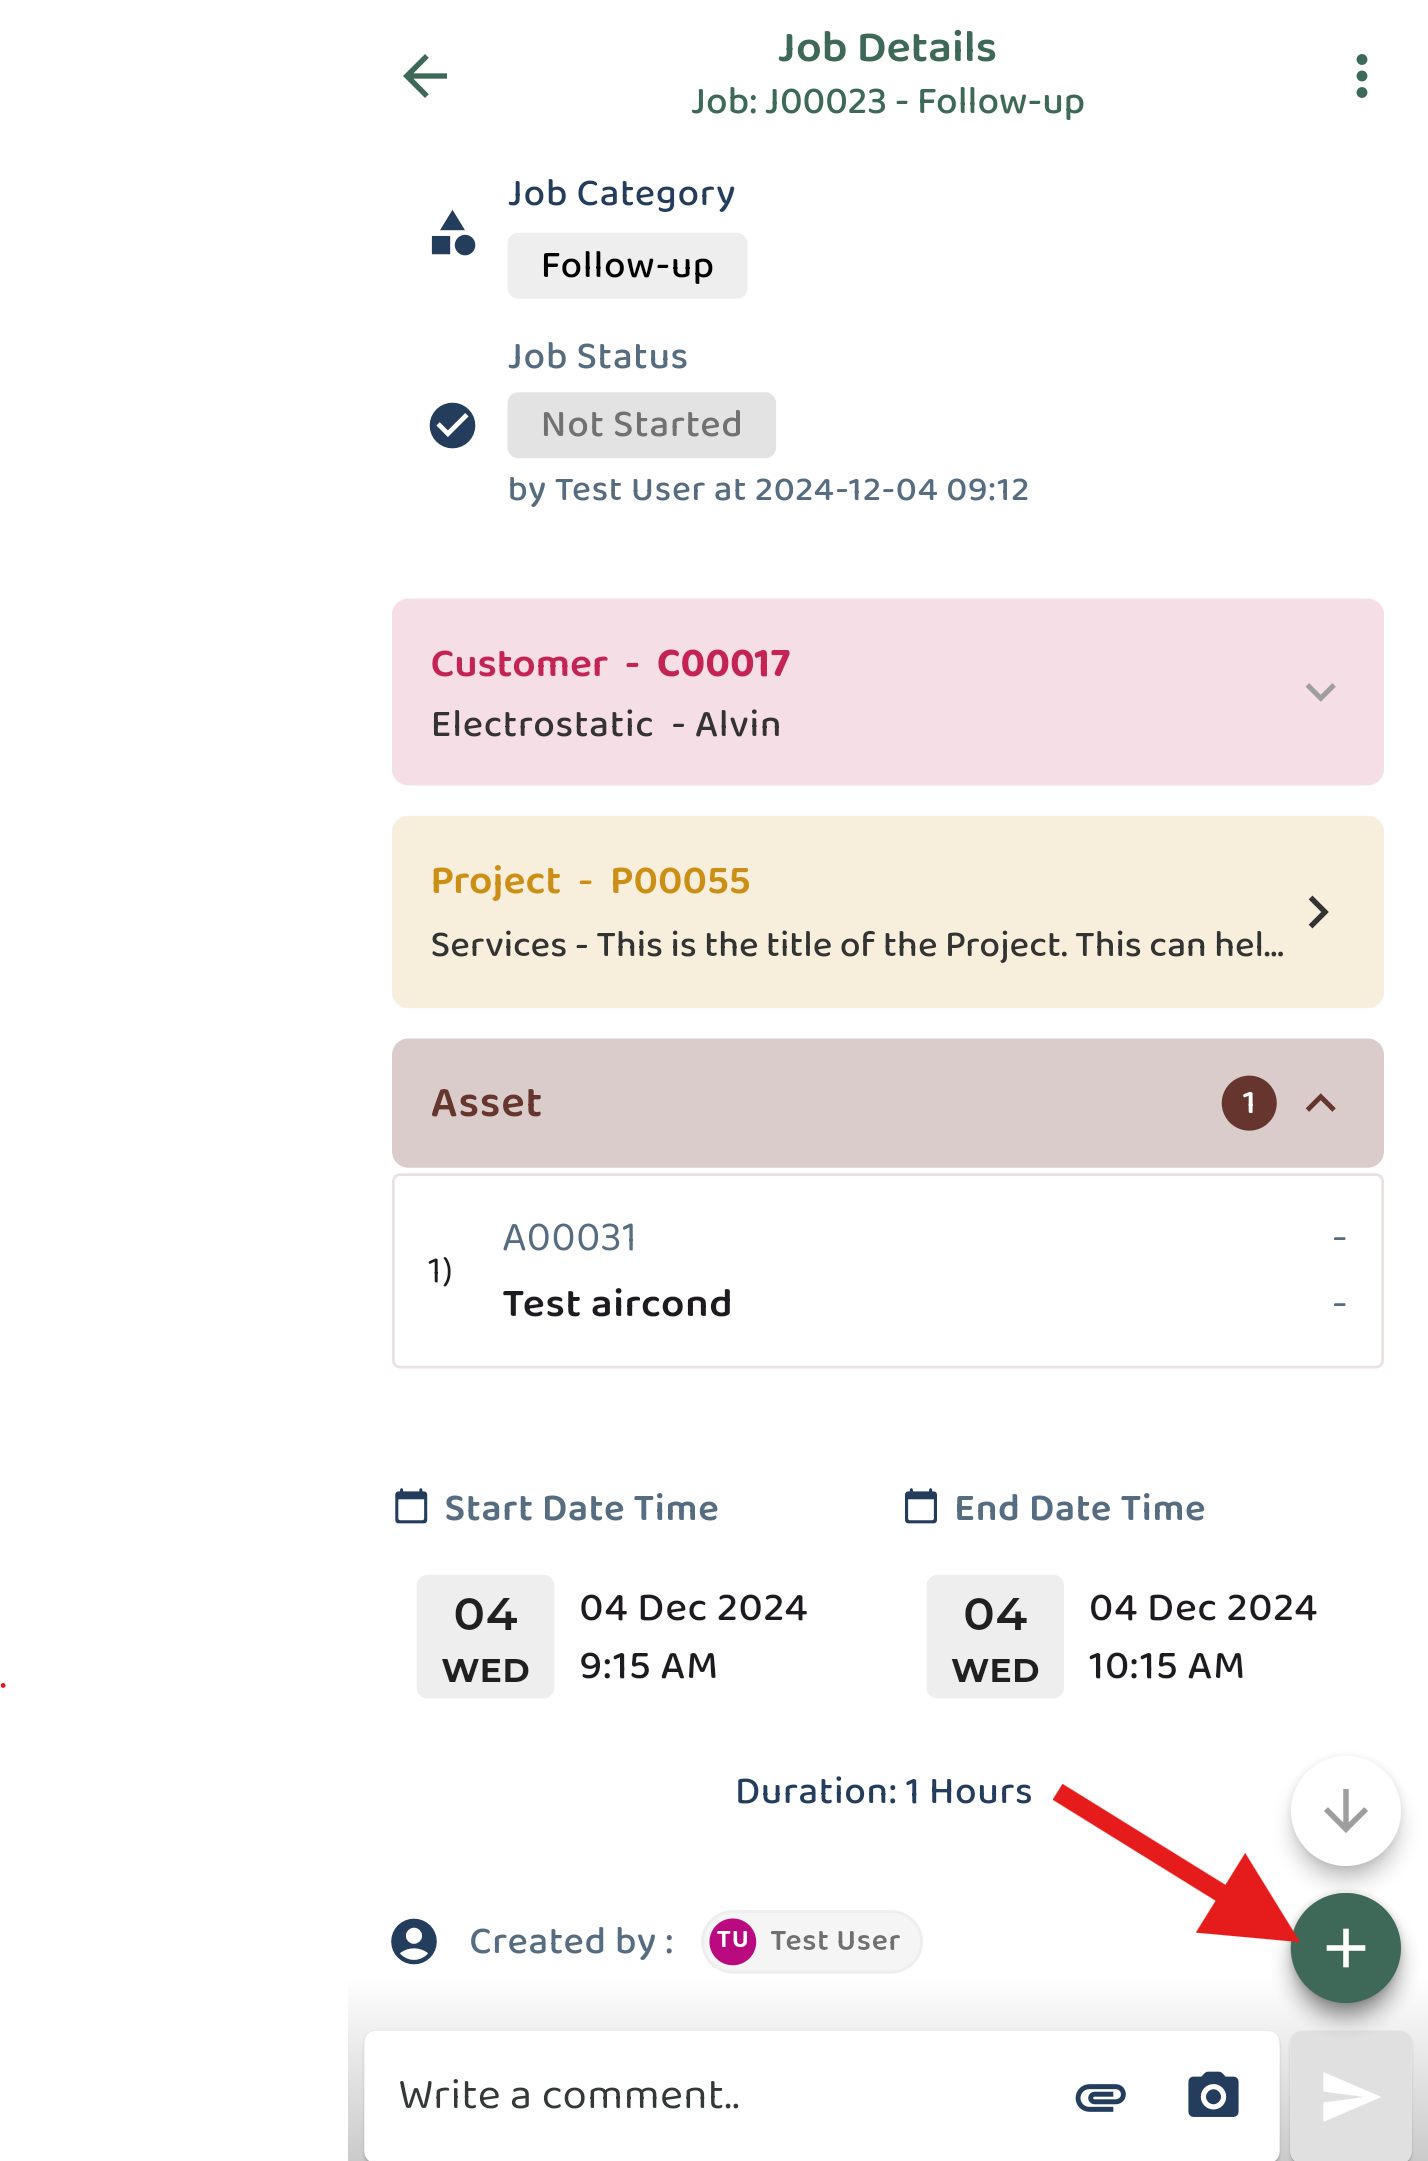 Job Details
Job: J00023 - Follow-up
Job Category
Follow-up
Job Status
Not Started
by Test User at 2024-12-04 09:12
Customer - C00017
Electrostatic - Alvin
Project - P00055
Services - This is the title of the Project. This can hel...
Asset 1
1)
A00031 -
Test aircond -
Start Date Time
End Date Time
04
WED
04 Dec 2024
9:15 AM
04
WED
04 Dec 2024
10:15 AM
Duration: 1 Hours
Created by : TU Test User
Write a comment..